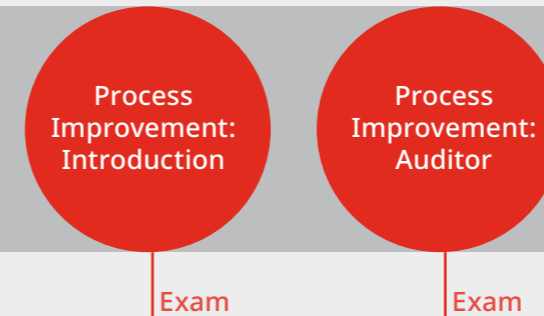 Process
Improvement:
Introduction
Process
Improvement:
Auditor
Exam
Exam